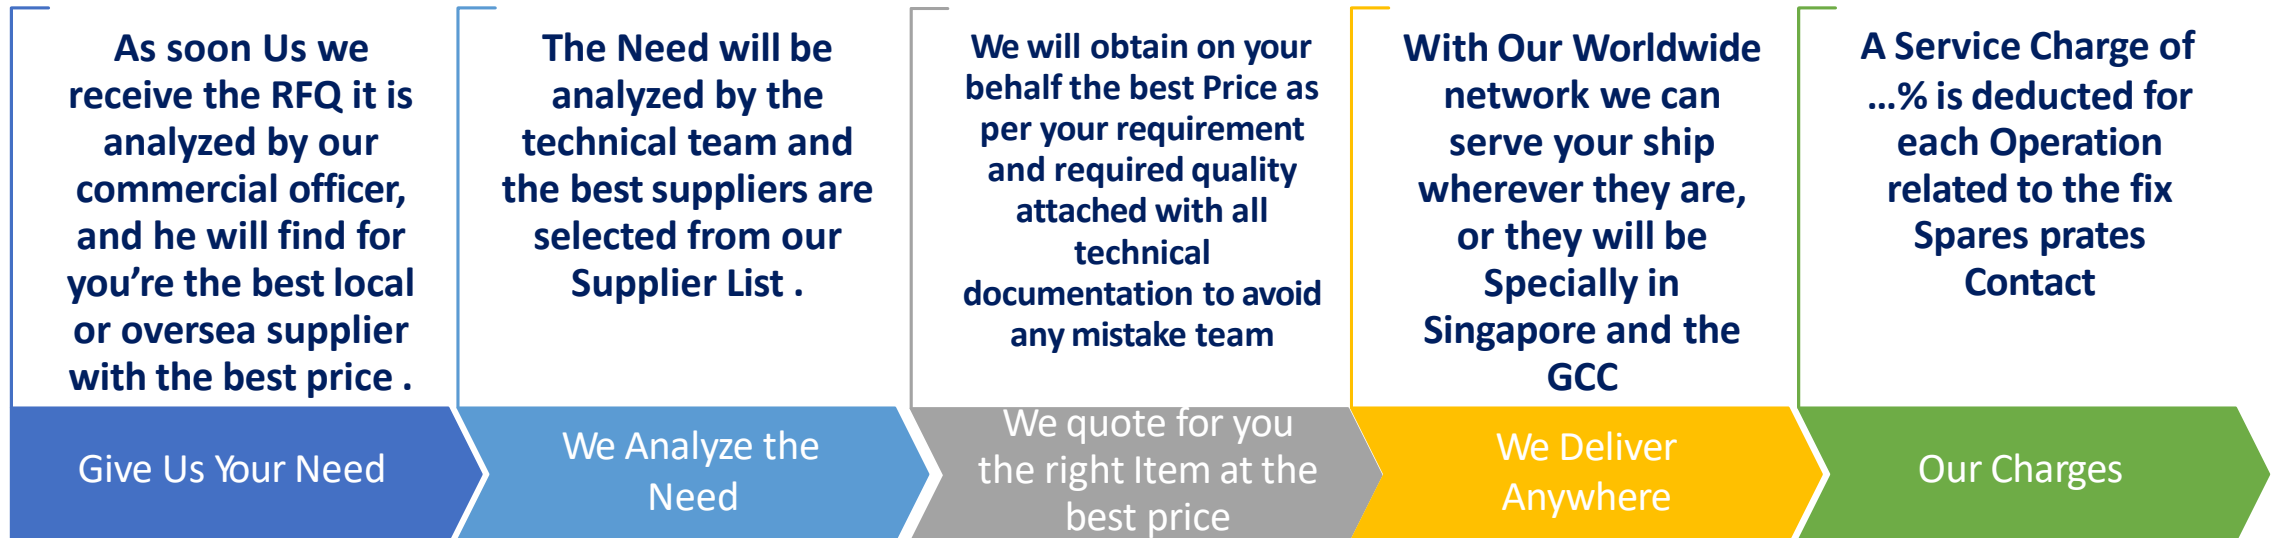 As soon Us we
receive the RFQ it is
analyzed by our
commercial officer,
and he will find for
you’re the best local
or oversea supplier
with the best price .
Give Us Your Need
The Need will be
analyzed by the
technical team and
the best suppliers are
selected from our
Supplier List .
We Analyze the
Need
We will obtain on your
behalf the best Price as
per your requirement
and required quality
attached with all
technical
documentation to avoid
any mistake team
We quote for you
the right Item at the
best price
With Our Worldwide
network we can
serve your ship
wherever they are,
or they will be
Specially in
Singapore and the
GCC
We Deliver
Anywhere
A Service Charge of
...% is deducted for
each Operation
related to the fix
Spares prates
Contact
Our Charges